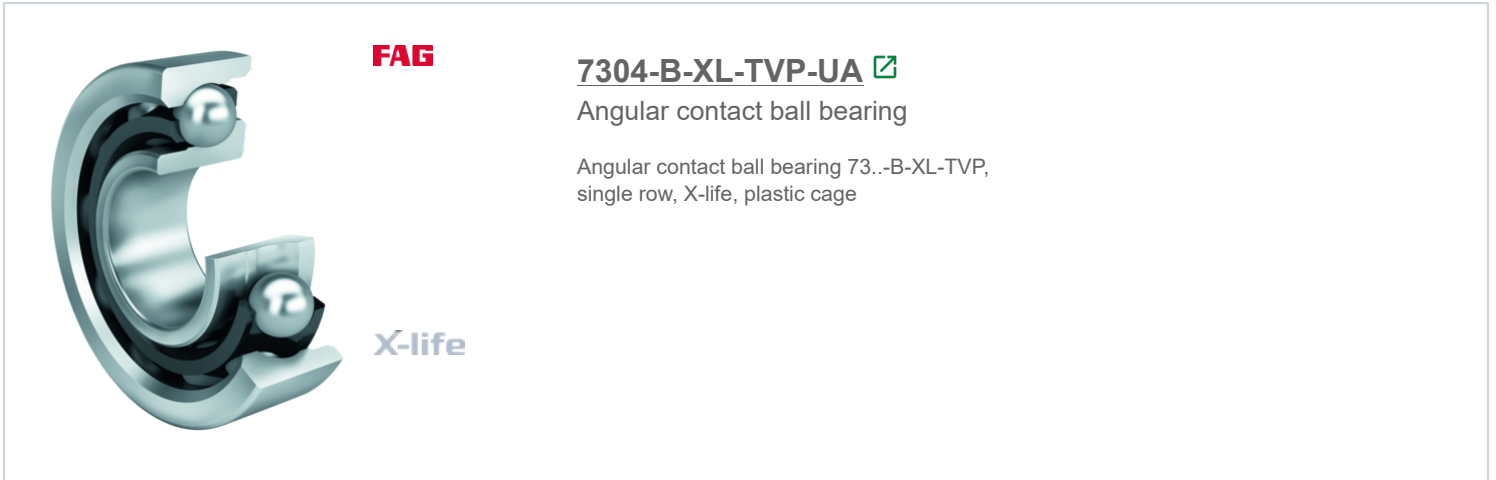 FAG
7304-B-XL-TVP-UA
Angular contact ball bearing
Angular contact ball bearing 73..-B-XL-TVP,
single row, X-life, plastic cage
X-life